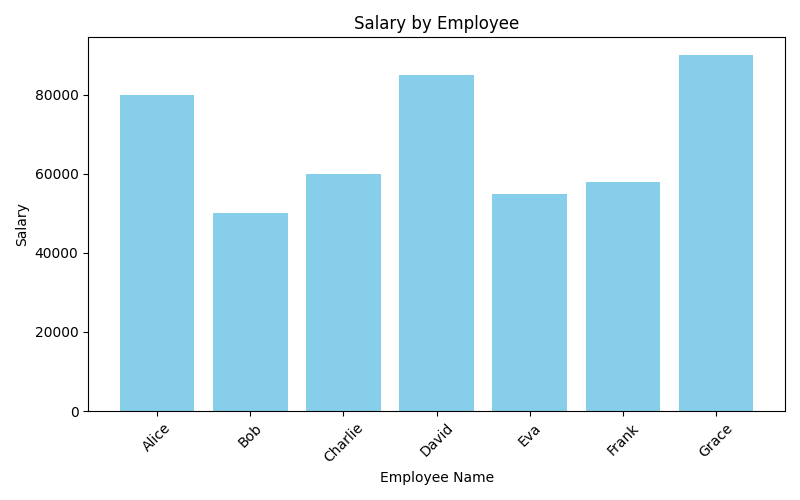 Salary by Employee
Salary
80000
60000
40000
20000
0
Alice
Bob
Charlie
David
Eva
Frank
Grace
Employee Name